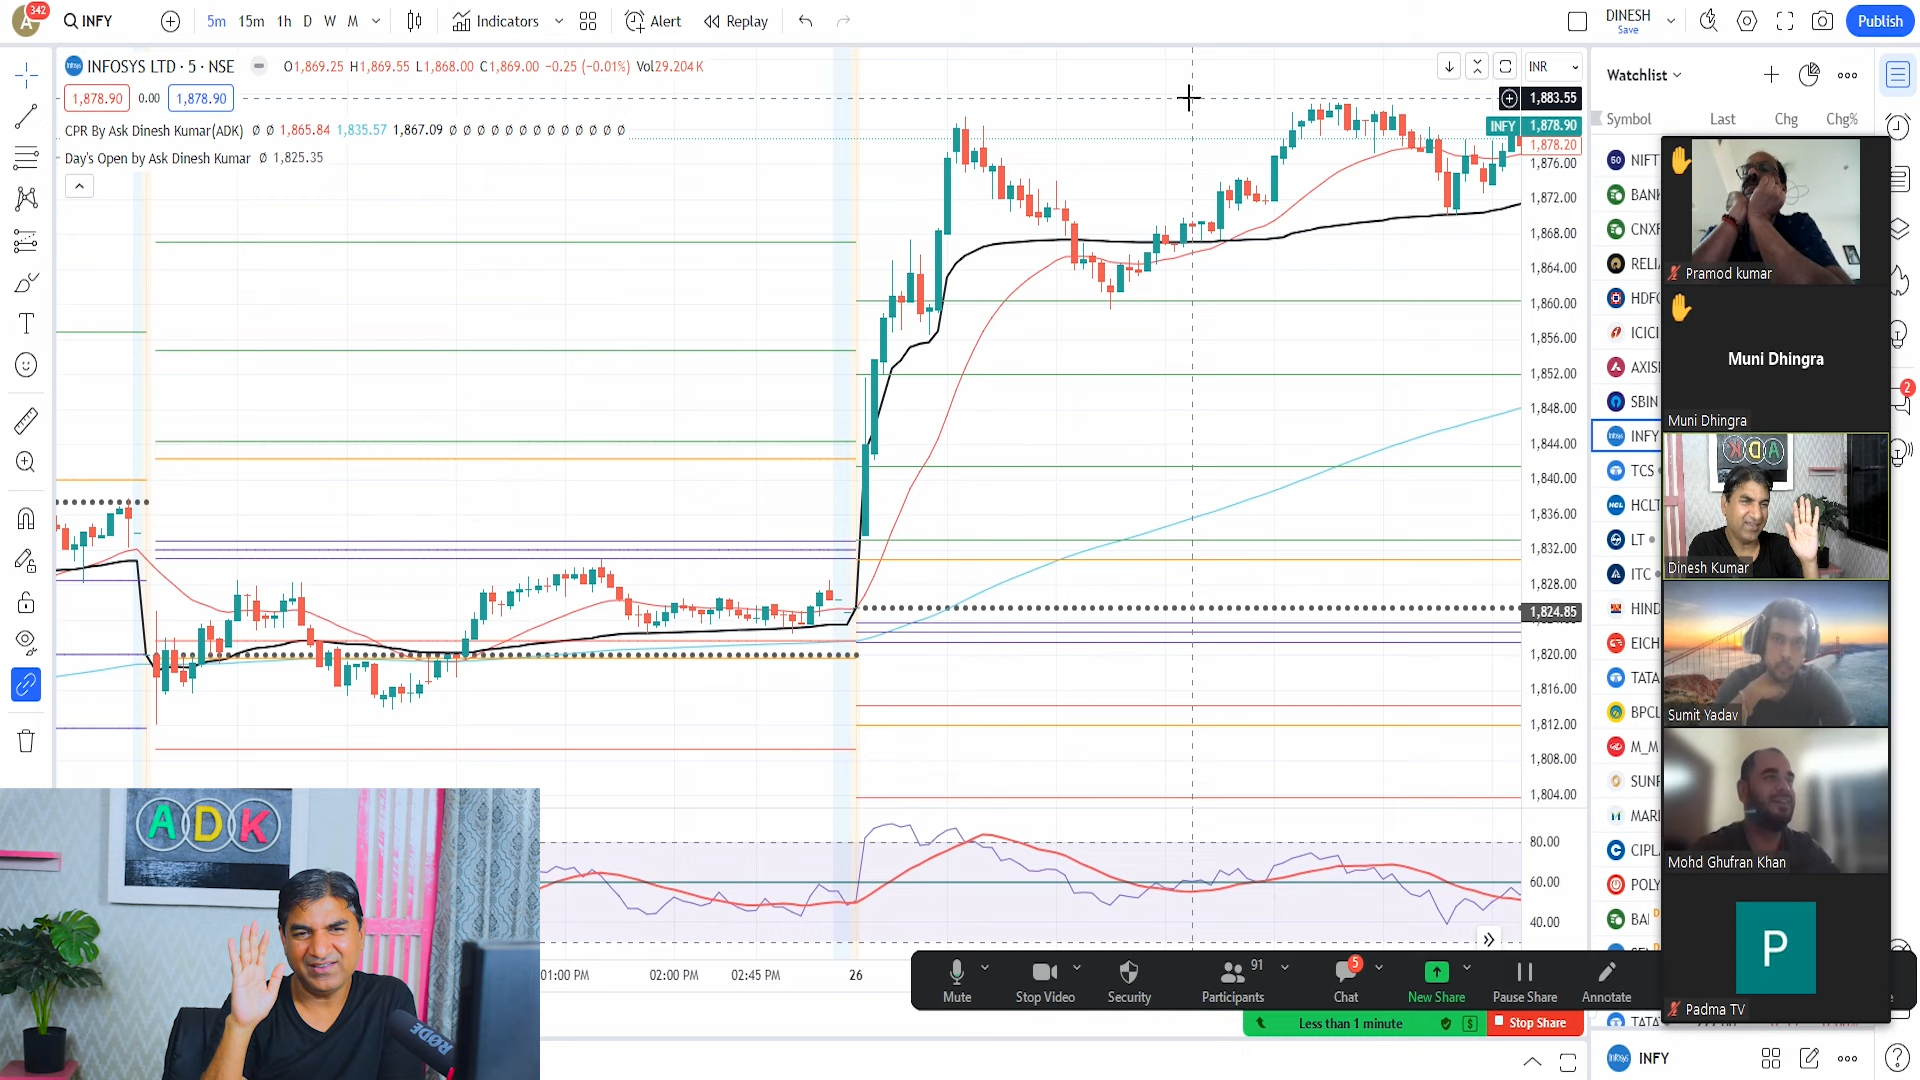 342
A
INFY
5m 15m 1h D W M
Indicators
Alert
Replay
DINESH
Save
Publish
INFOSYS LTD · 5 · NSE
O1,869.25 H1,869.55 L1,868.00 C1,869.00 −0.25 (−0.01%) Vol29.204 K
INR
1,878.90 0.00 1,878.90
CPR By Ask Dinesh Kumar(ADK) ∅ ∅ 1,865.84 1,835.57 1,867.09 ∅ ∅ ∅ ∅ ∅ ∅ ∅ ∅ ∅ ∅ ∅ ∅ ∅
Day's Open by Ask Dinesh Kumar ∅ 1,825.35
1,883.55
INFY 1,878.90
1,878.20
1,876.00
1,872.00
1,868.00
1,864.00
1,860.00
1,856.00
1,852.00
1,848.00
1,844.00
1,840.00
1,836.00
1,832.00
1,828.00
1,824.85
1,820.00
1,816.00
1,812.00
1,808.00
1,804.00
80.00
60.00
40.00
01:00 PM 02:00 PM 02:45 PM 26
Watchlist
Symbol Last Chg Chg%
50 NIFT
BANK
CNXF
RELI
HDFC
ICICI
AXISI
SBIN
INFY
TCS
HCLT
LT
ITC
HIND
EICH
TATA
BPCL
M_M
SUNF
MARI
CIPL
POLY
BAI D
TATA
2
Pramod kumar
Muni Dhingra
Muni Dhingra
ADK
Dinesh Kumar
Sumit Yadav
Mohd Ghufran Khan
P
Padma TV
Mute
Stop Video
Security
Participants 91
Chat 5
New Share
Pause Share
Annotate
Less than 1 minute
Stop Share
INFY
ADK
RØDE